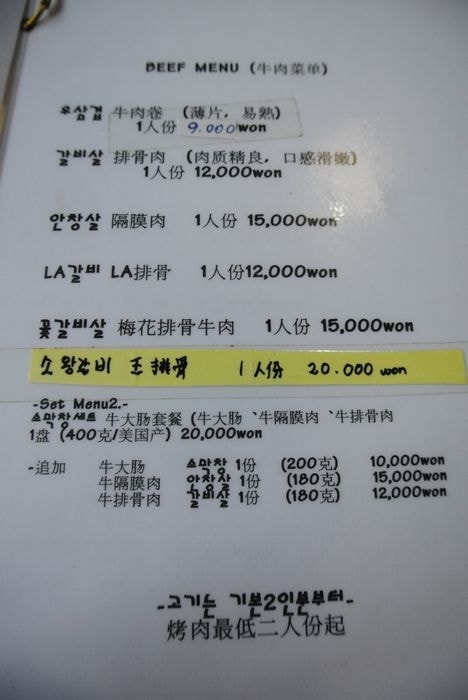 BEEF MENU (牛肉菜单)
우삼겹 牛肉卷 (薄片，易熟)
1人份 9.000won
갈비살 排骨肉 (肉质精良，口感滑嫩)
1人份 12,000won
안창살 隔膜肉 1人份 15,000won
LA갈비 LA排骨 1人份12,000won
꽃갈비살 梅花排骨牛肉 1人份 15,000won
소왕갈비 王排骨 1人份 20.000 won
-Set Menu2.-
소막창세트 牛大肠套餐 (牛大肠、牛隔膜肉、牛排骨肉
1盘 (400克/美国产) 20,000won
-追加 牛大肠 소막창 1份 (200克) 10,000won
牛隔膜肉 안창살 1份 (180克) 15,000won
牛排骨肉 갈비살 1份 (180克) 12,000won
-고기는 기본2인분부터-
烤肉最低二人份起